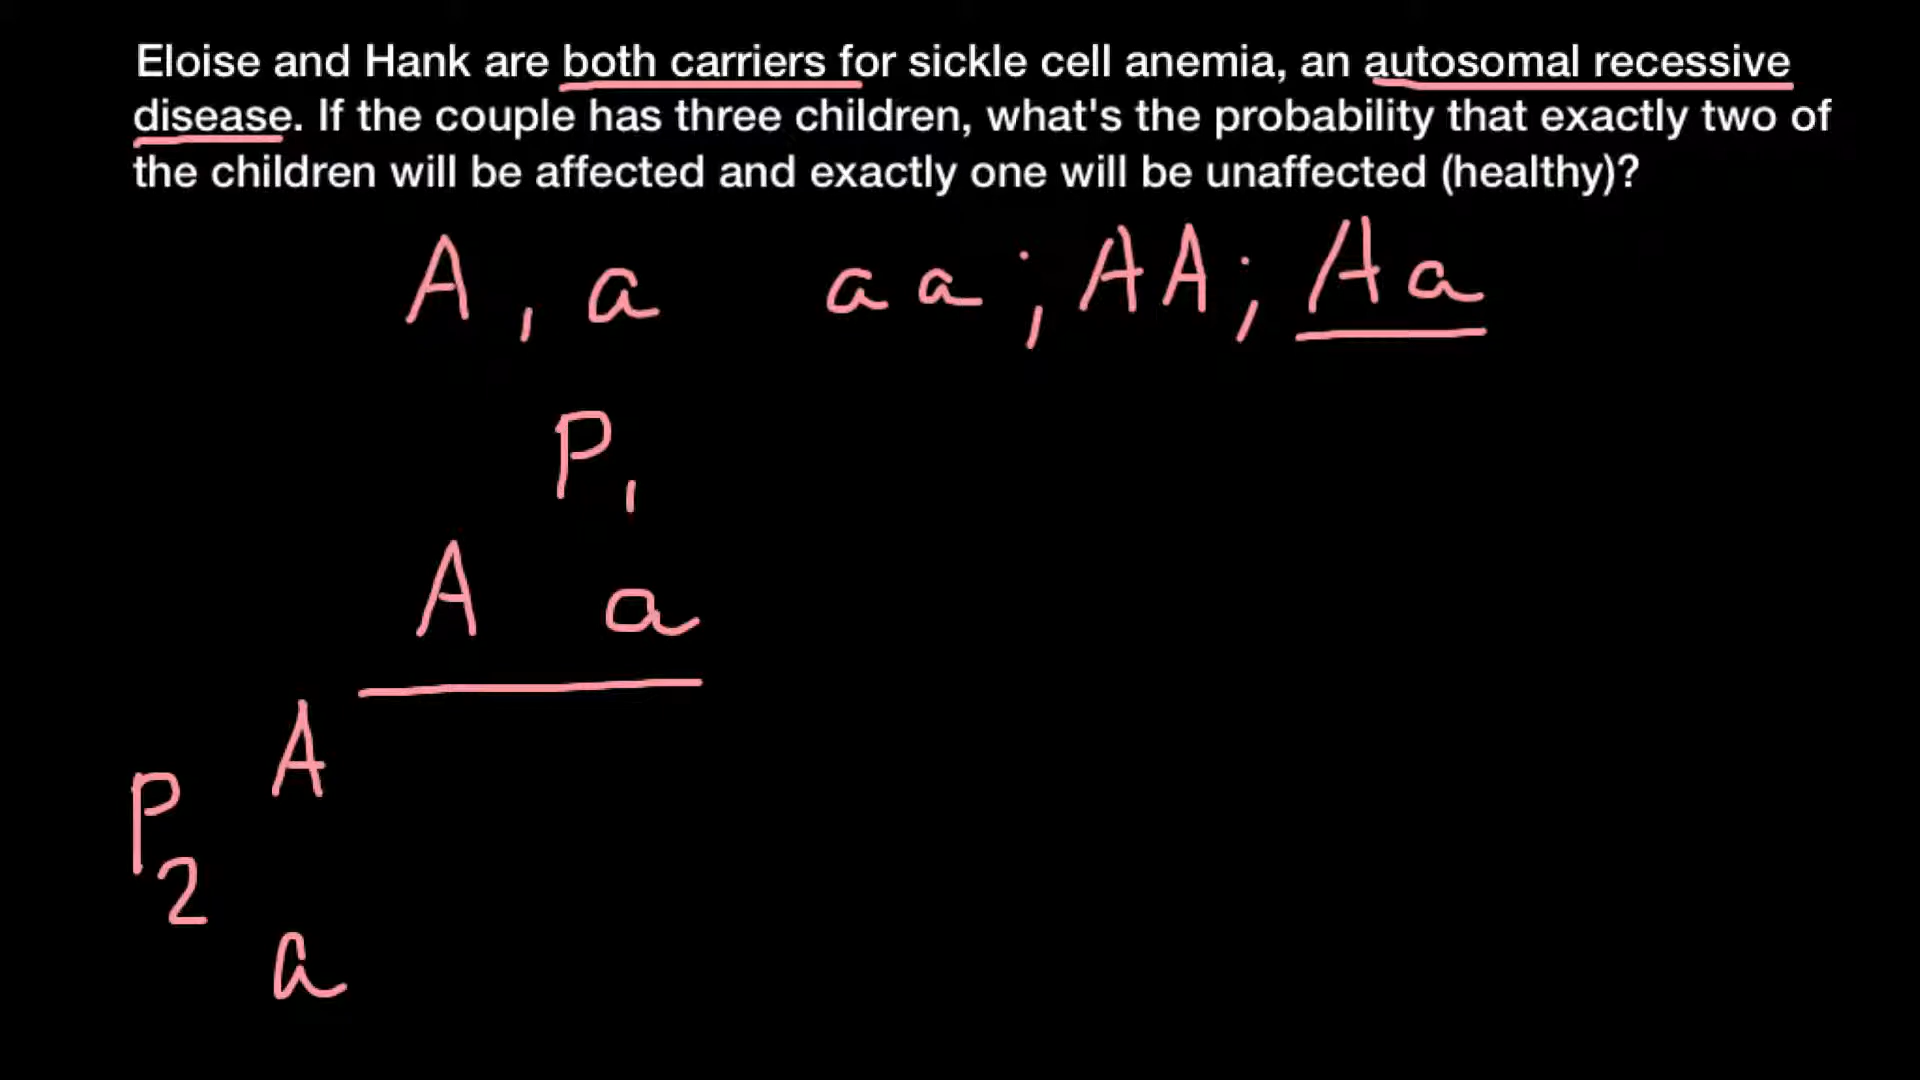 Eloise and Hank are both carriers for sickle cell anemia, an autosomal recessive
disease. If the couple has three children, what's the probability that exactly two of
the children will be affected and exactly one will be unaffected (healthy)?
A, a aa; AA; Aa
P1
A a
A
P2
a